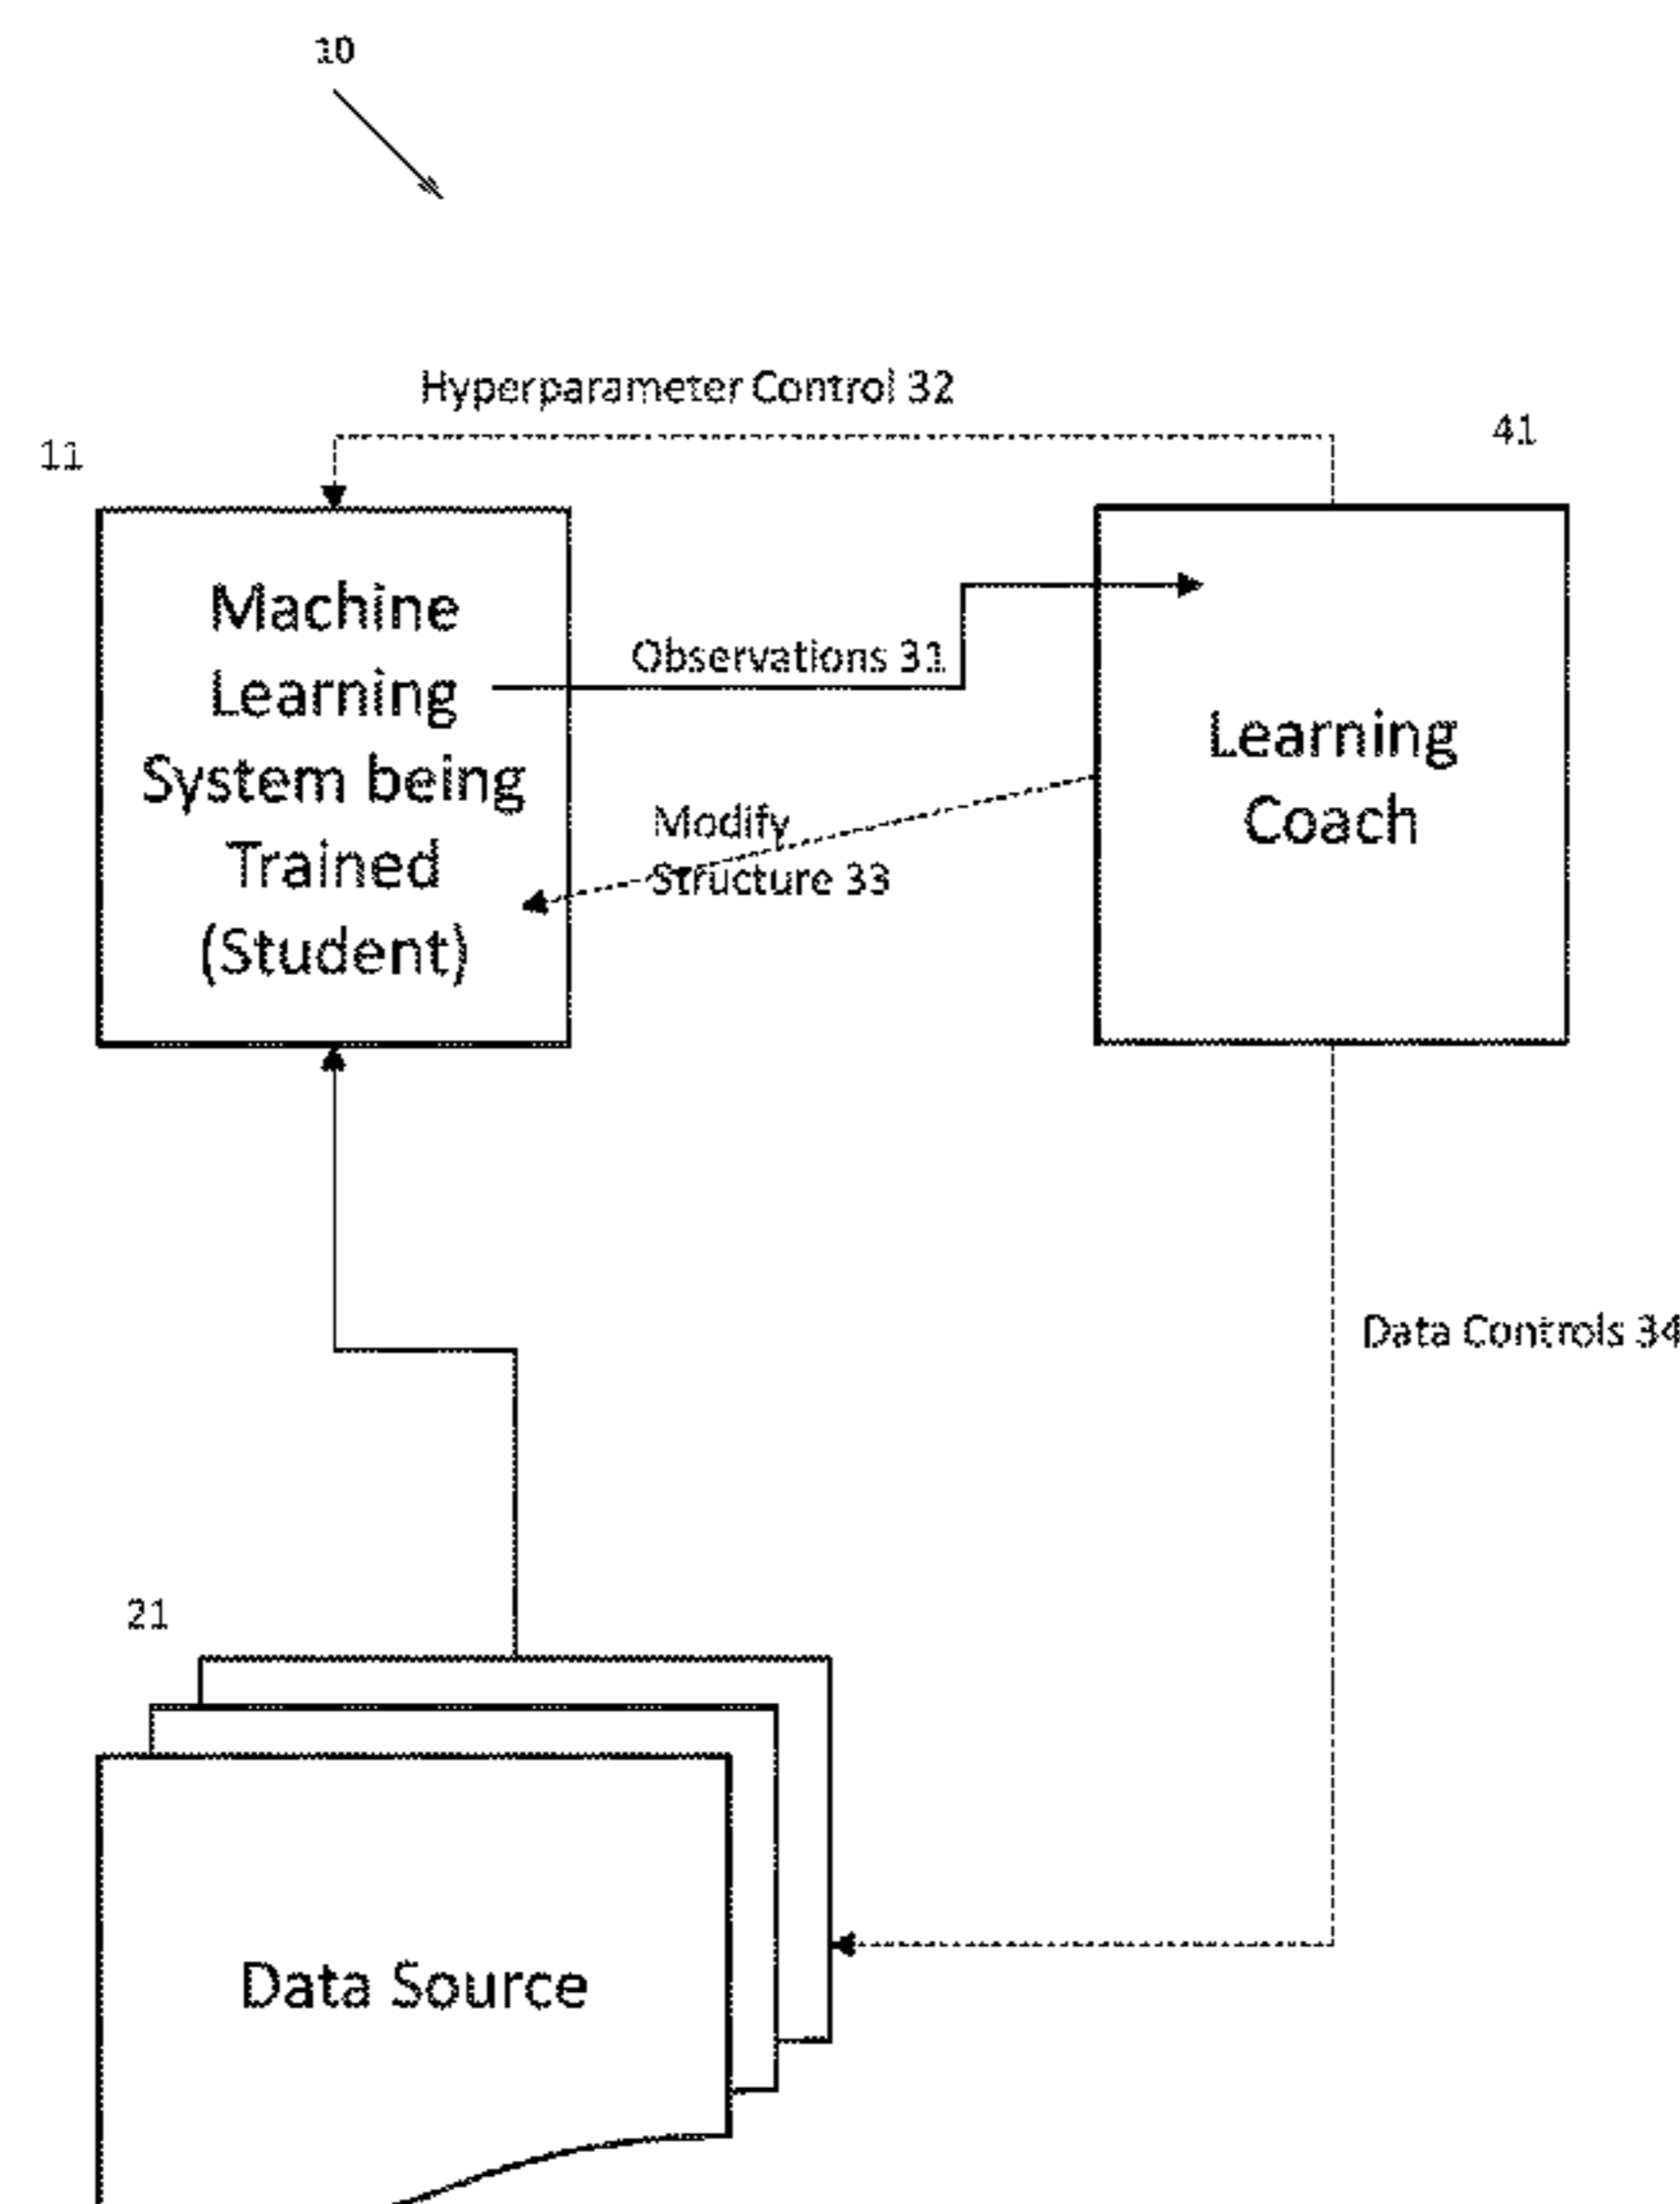 10
Hyperparameter Control 32
11
41
Machine
Learning
System being
Trained
(Student)
Observations 31
Modify
Structure 33
Learning
Coach
Data Controls 34
21
Data Source